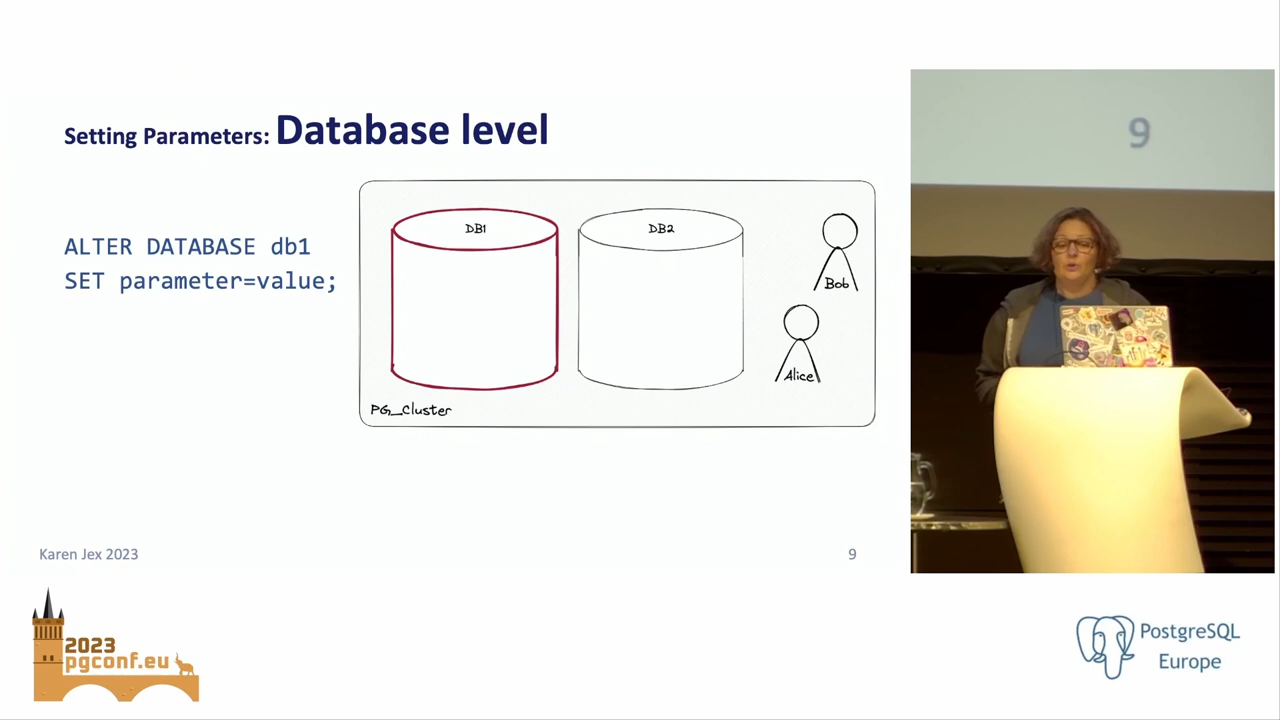 Setting Parameters: Database level
ALTER DATABASE db1
SET parameter=value;
DB1
DB2
Bob
Alice
PG_Cluster
Karen Jex 2023
9
9
2023
pgconf.eu
PostgreSQL
Europe